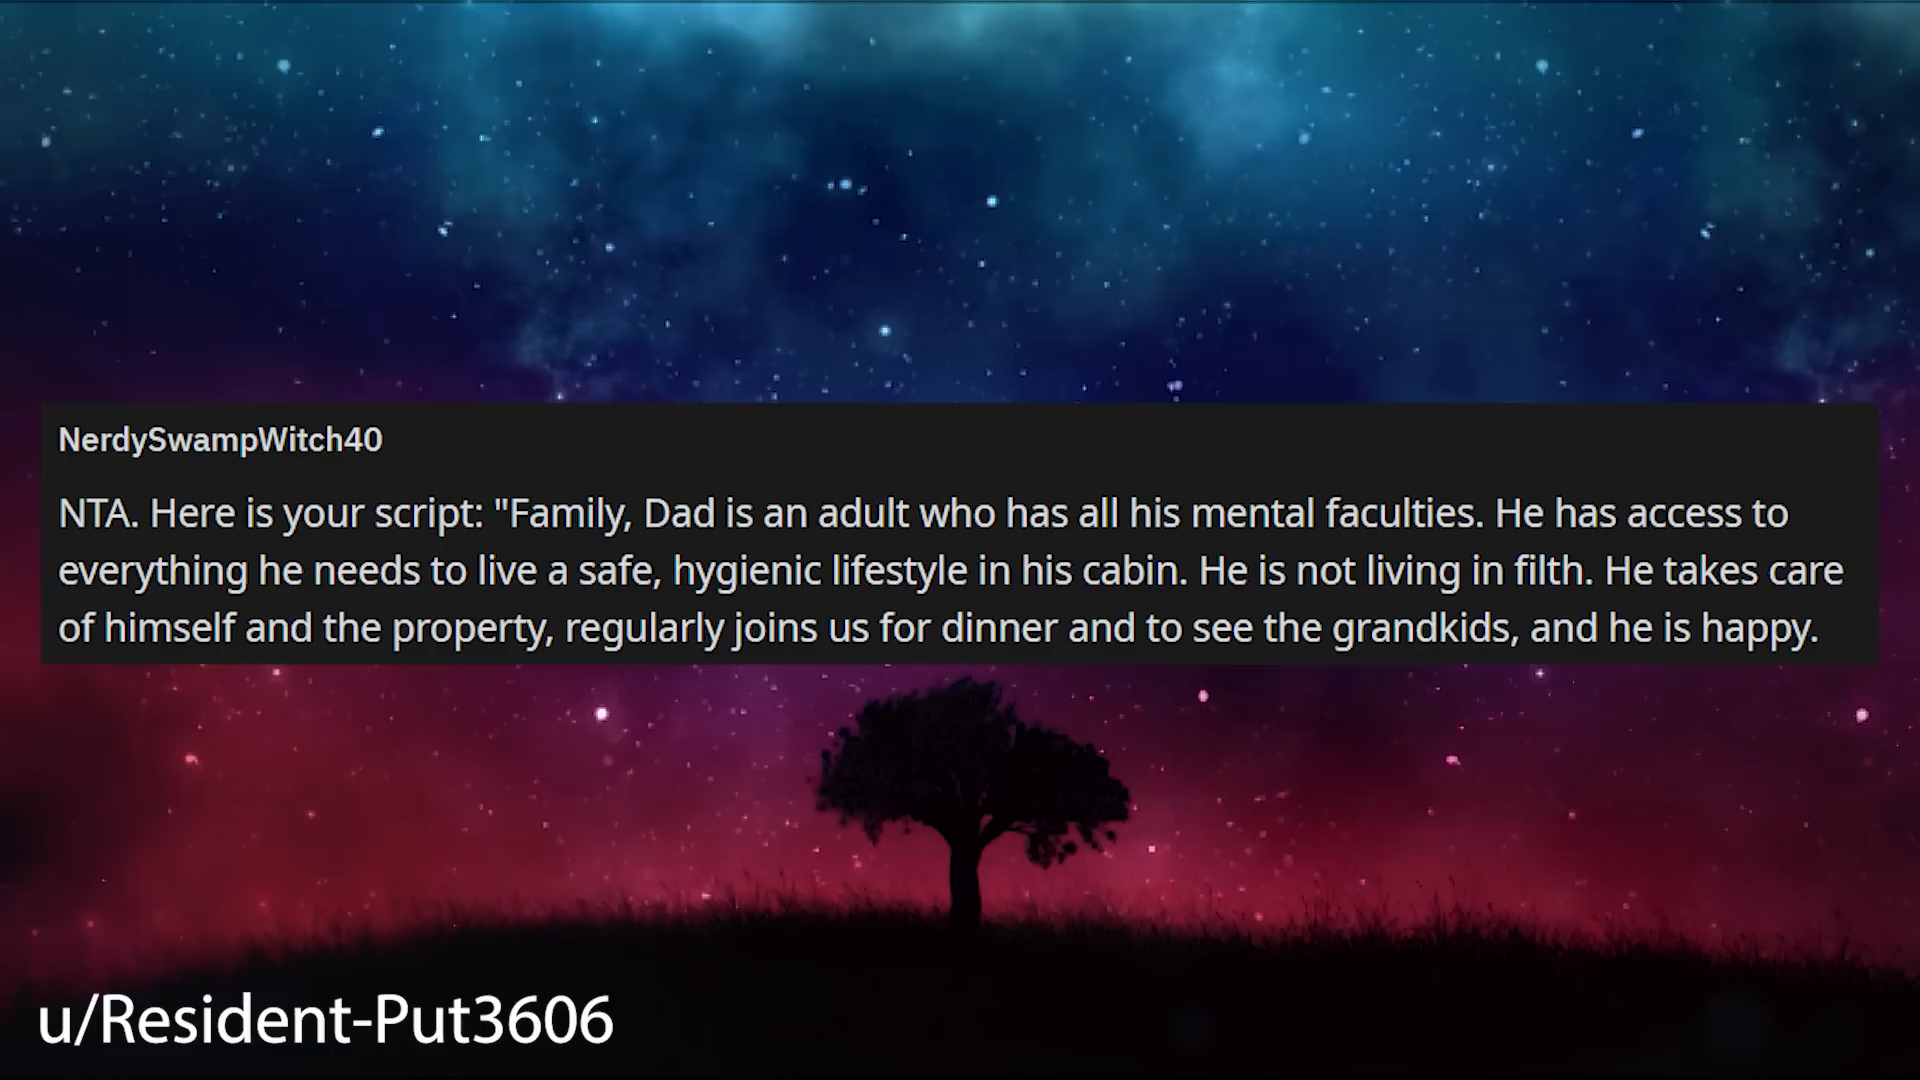 NerdySwampWitch40
NTA. Here is your script: "Family, Dad is an adult who has all his mental faculties. He has access to
everything he needs to live a safe, hygienic lifestyle in his cabin. He is not living in filth. He takes care
of himself and the property, regularly joins us for dinner and to see the grandkids, and he is happy.
u/Resident-Put3606